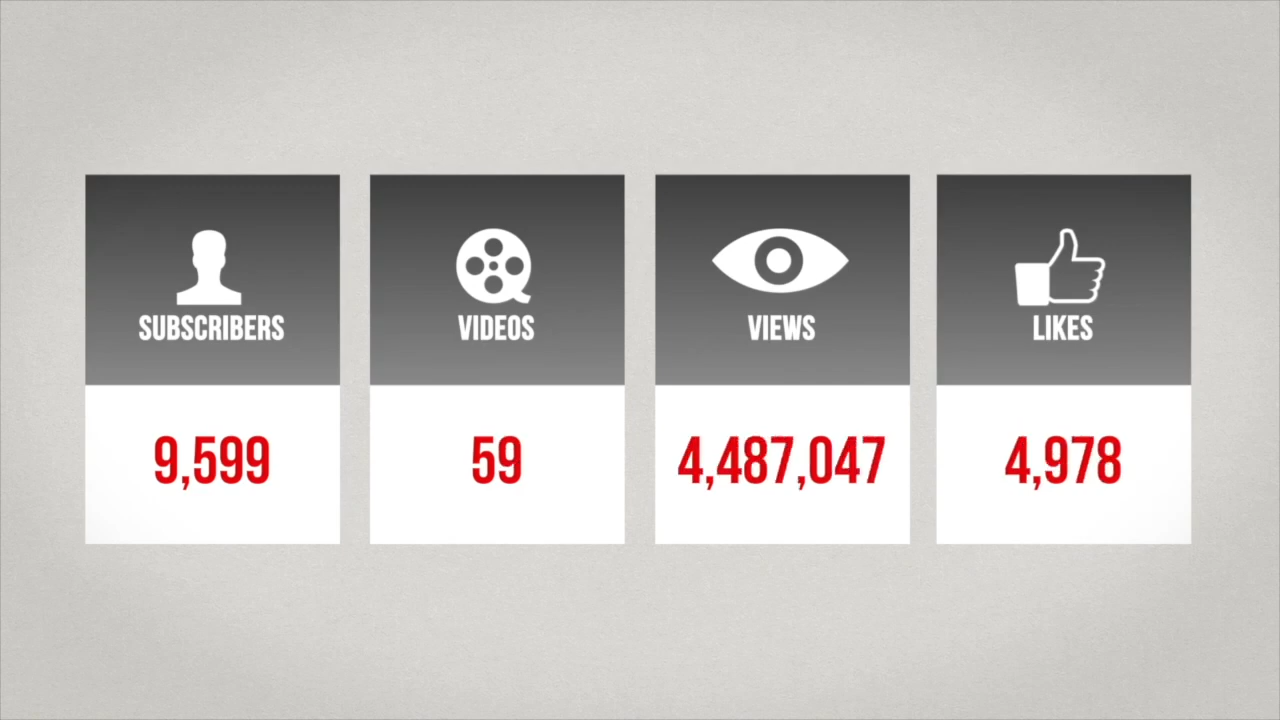 SUBSCRIBERS
9,599
VIDEOS
59
VIEWS
4,487,047
LIKES
4,978